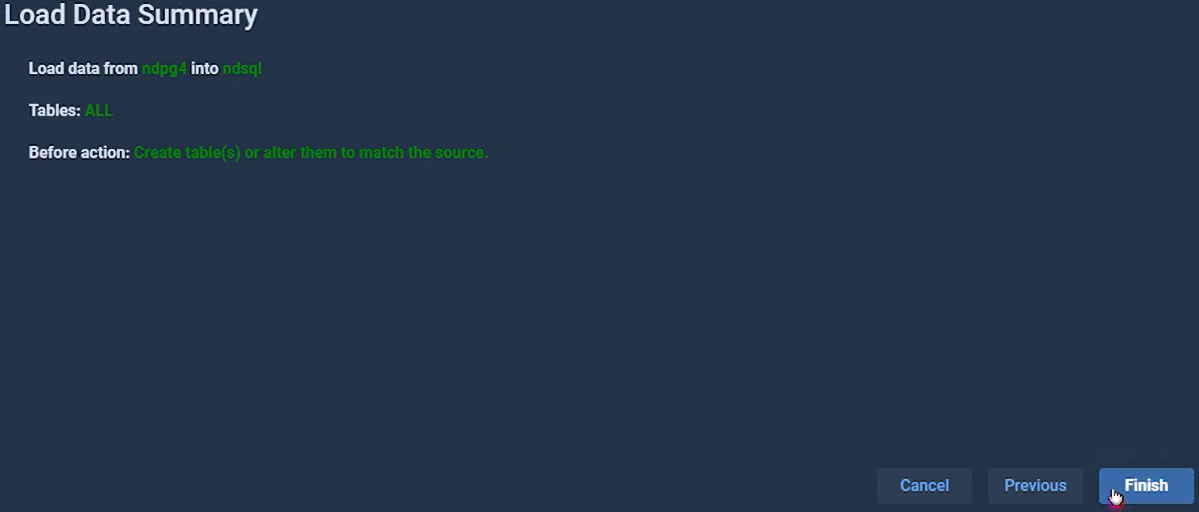 Load Data Summary
Load data from ndpg4 into ndsql
Tables: ALL
Before action: Create table(s) or alter them to match the source.
Cancel Previous Finish